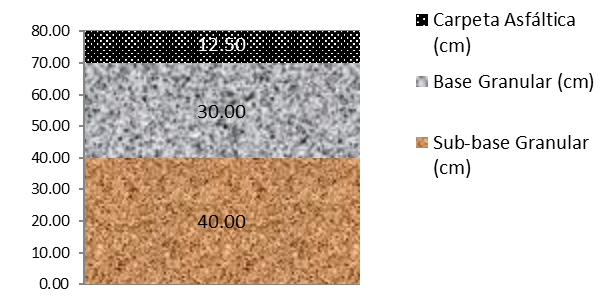 80.00
70.00
60.00
50.00
40.00
30.00
20.00
10.00
0.00
12.50
30.00
40.00
Carpeta Asfáltica
(cm)
Base Granular (cm)
Sub-base Granular
(cm)